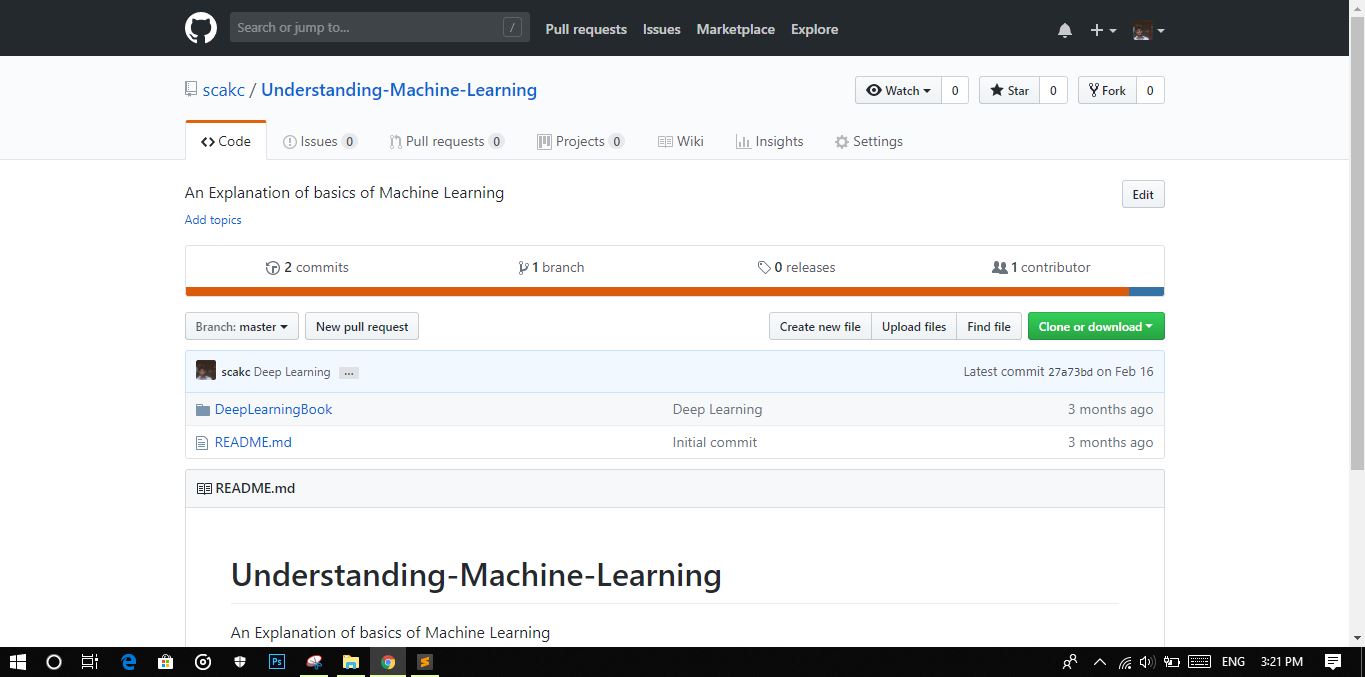 Search or jump to... / Pull requests Issues Marketplace Explore
scakc / Understanding-Machine-Learning Watch 0 Star 0 Fork 0
Code Issues 0 Pull requests 0 Projects 0 Wiki Insights Settings
An Explanation of basics of Machine Learning Edit
Add topics
2 commits 1 branch 0 releases 1 contributor
Branch: master New pull request Create new file Upload files Find file Clone or download
scakc Deep Learning ... Latest commit 27a73bd on Feb 16
DeepLearningBook Deep Learning 3 months ago
README.md Initial commit 3 months ago
README.md
Understanding-Machine-Learning
An Explanation of basics of Machine Learning
Ps ENG 3:21 PM